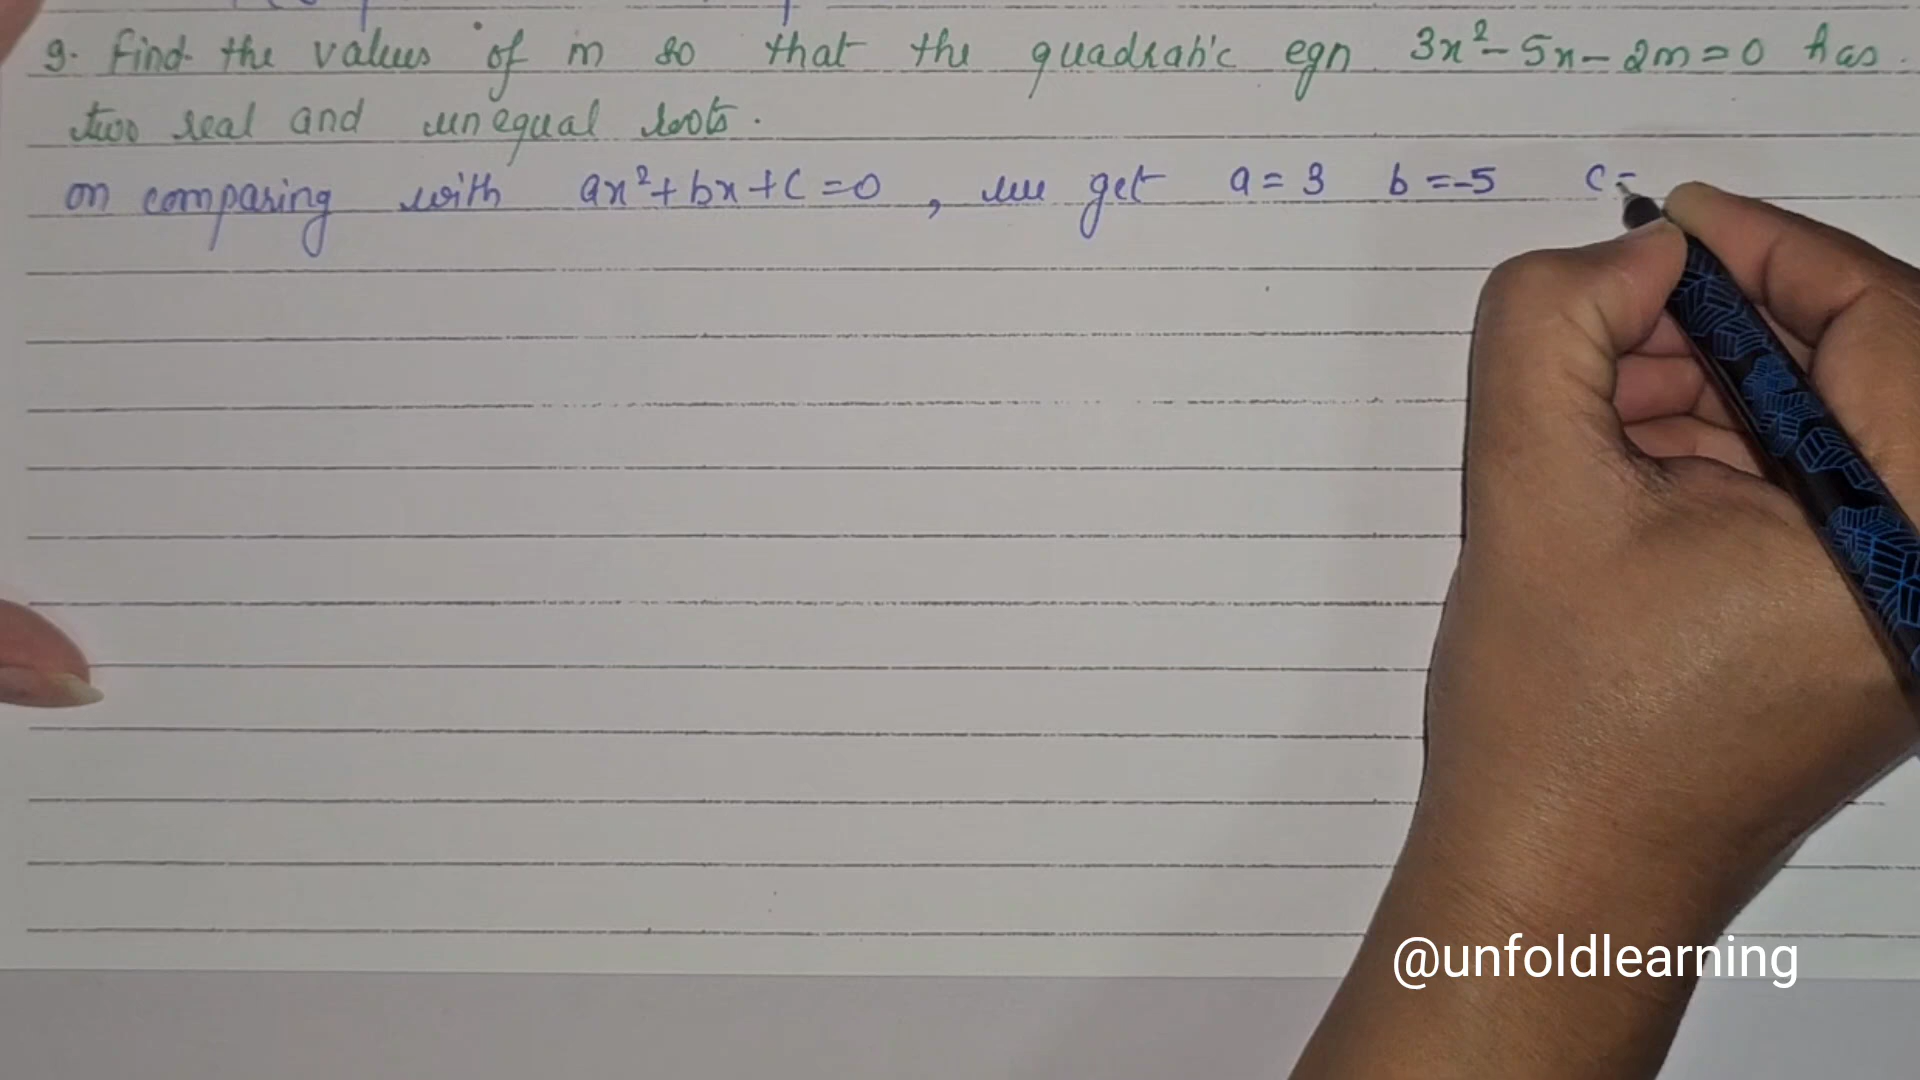 9. Find the values of m so that the quadratic eqn 3x²-5x-2m=0 has
two real and unequal roots.
on comparing with ax²+bx+c=0, we get a=3 b=-5 c=
@unfoldlearning